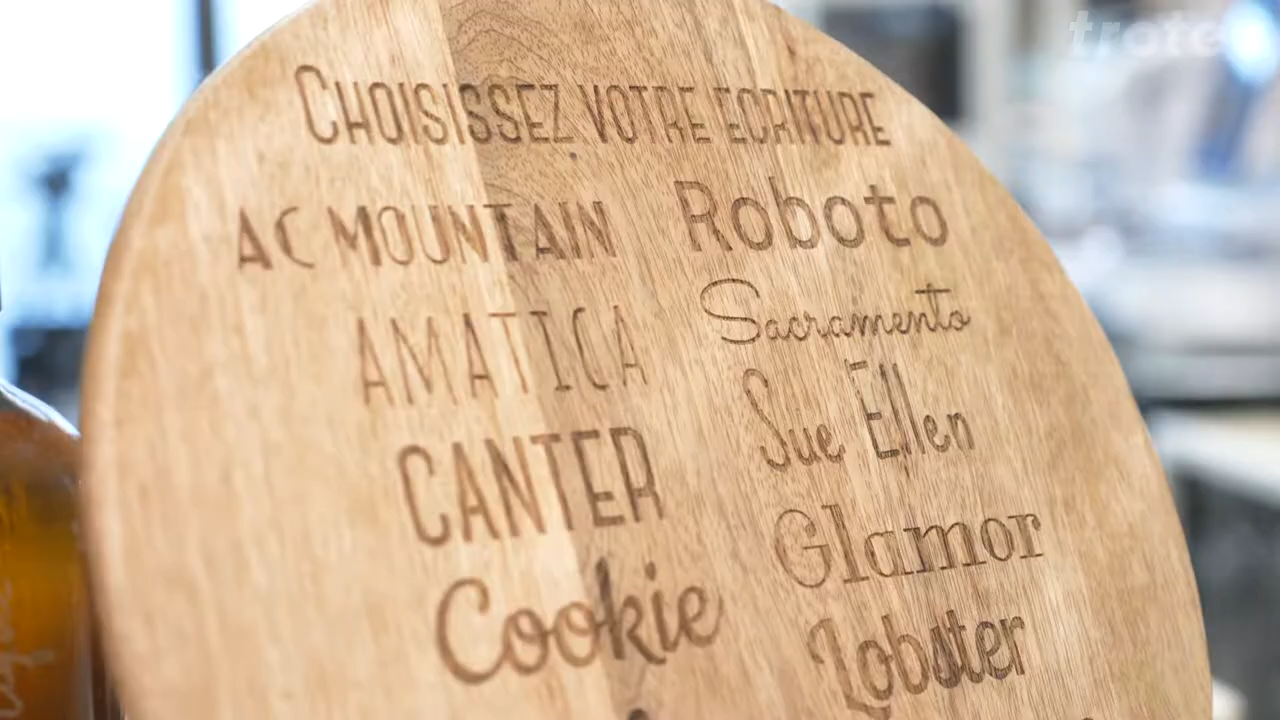 CHOISISSEZ VOTRE ECRITURE
AC MOUNTAIN
Roboto
AMATICA
Sacramento
CANTER
Sue Ellen
Cookie
Glamor
Lobster